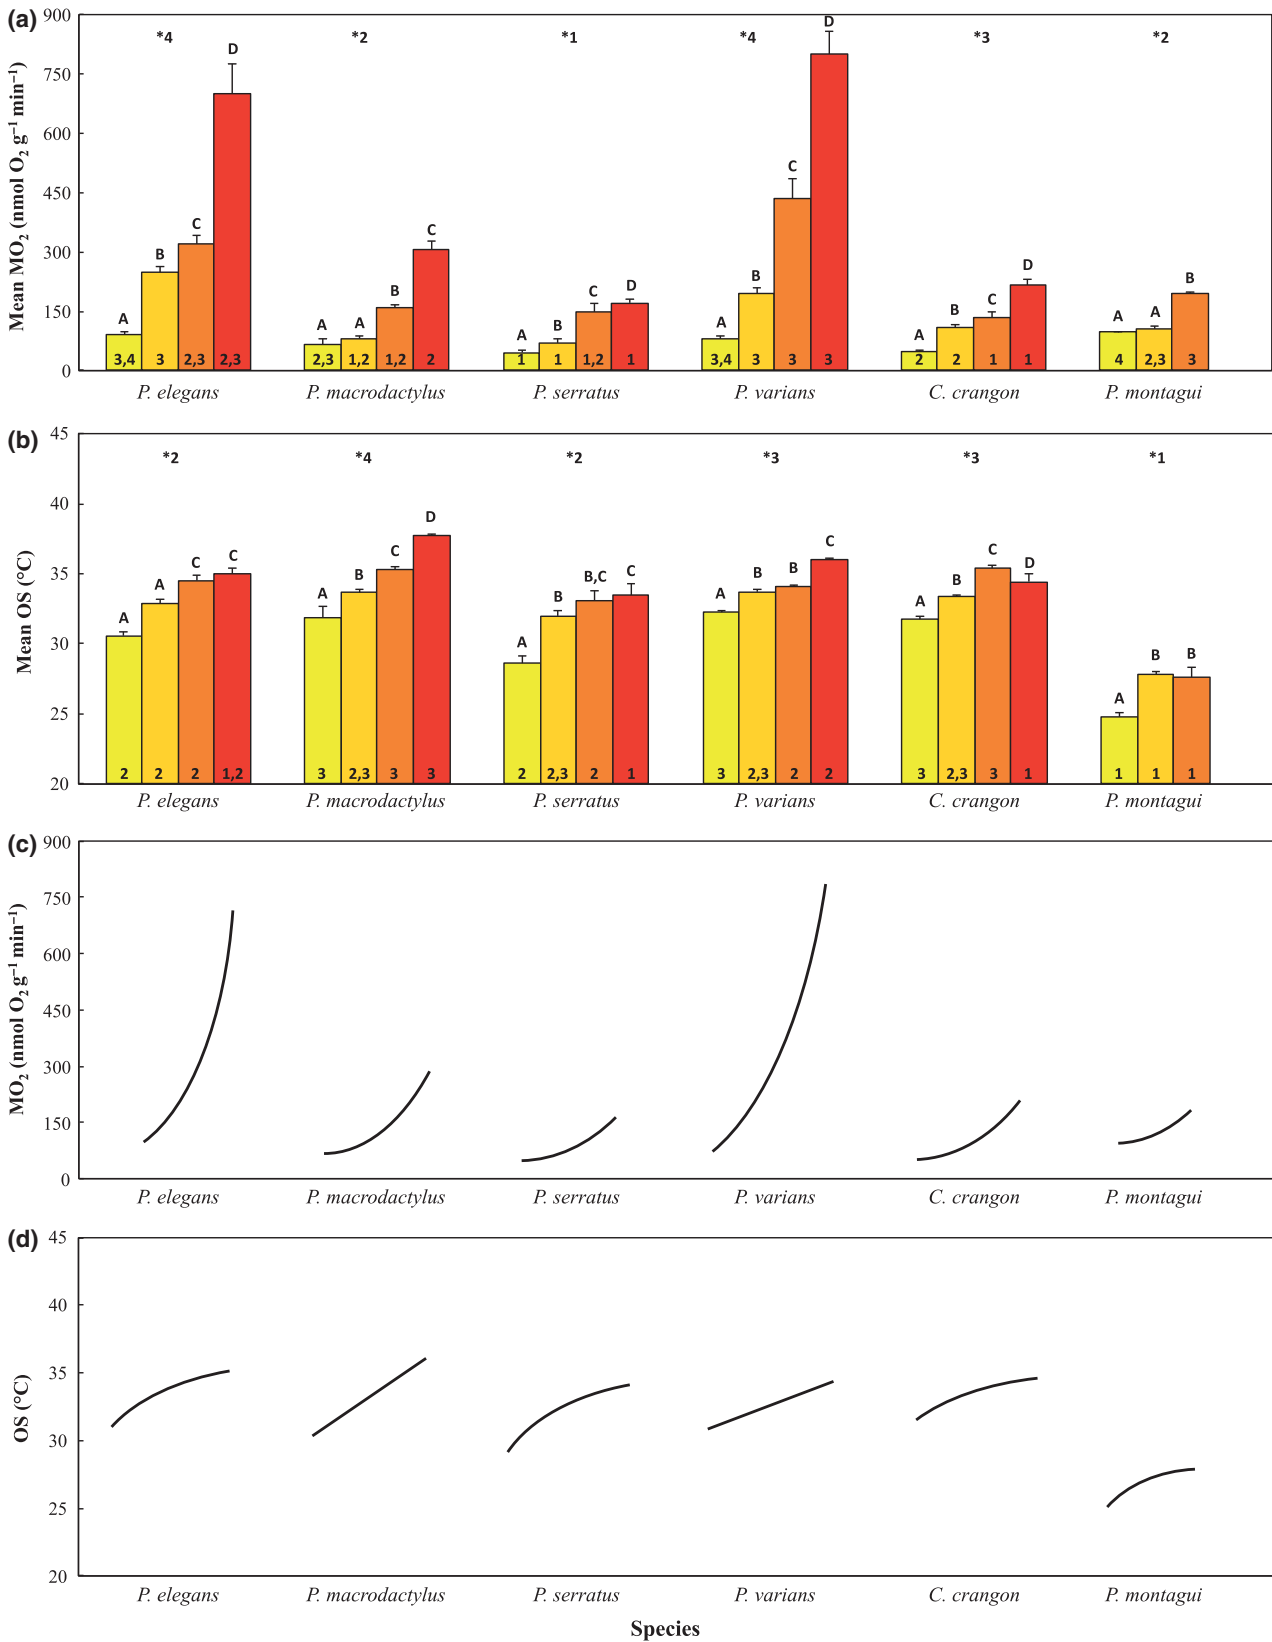 (a)
Mean MO2 (nmol O2 g−1 min−1)
900
750
600
450
300
150
0
*4 *2 *1 *4 *3 *2
A B C D
A A B C
A B C D
A B C D
A B C D
A A B
3,4 3 2,3 2,3
2,3 1,2 1,2 2
1 1 1,2 1
3,4 3 3 3
2 2 1 1
4 2,3 3
P. elegans P. macrodactylus P. serratus P. varians C. crangon P. montagui
(b)
Mean OS (°C)
45
40
35
30
25
20
*2 *4 *2 *3 *3 *1
A A C C
A B C D
A B B,C C
A B B C
A B C D
A B B
2 2 2 1,2
3 2,3 3 3
2 2,3 2 1
3 2,3 2 2
3 2,3 3 1
1 1 1
P. elegans P. macrodactylus P. serratus P. varians C. crangon P. montagui
(c)
MO2 (nmol O2 g−1 min−1)
900
750
600
450
300
150
0
P. elegans P. macrodactylus P. serratus P. varians C. crangon P. montagui
(d)
OS (°C)
45
40
35
30
25
20
P. elegans P. macrodactylus P. serratus P. varians C. crangon P. montagui
Species